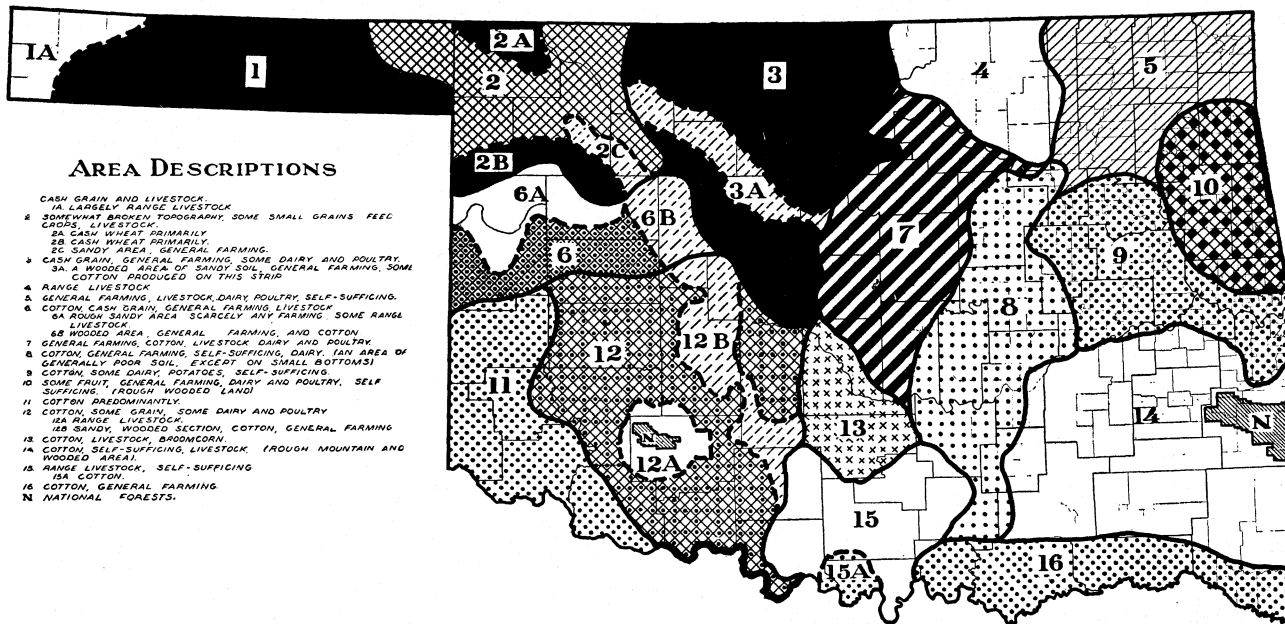 1A
1
2A
2
2B
2C
3
3A
4
5
6A
6B
6
7
8
9
10
11
12
12B
N
12A
13
14
N
15
15A
16
AREA DESCRIPTIONS
CASH GRAIN AND LIVESTOCK.
1A. LARGELY RANGE LIVESTOCK
2 SOMEWHAT BROKEN TOPOGRAPHY, SOME SMALL GRAINS FEED
CROPS, LIVESTOCK.
2A CASH WHEAT PRIMARILY
2B. CASH WHEAT PRIMARILY.
2C SANDY AREA, GENERAL FARMING.
3 CASH GRAIN, GENERAL FARMING, SOME DAIRY AND POULTRY.
3A. A WOODED AREA OF SANDY SOIL, GENERAL FARMING, SOME
COTTON PRODUCED ON THIS STRIP.
4 RANGE LIVESTOCK
5 GENERAL FARMING, LIVESTOCK, DAIRY, POULTRY, SELF-SUFFICING.
6 COTTON, CASH GRAIN, GENERAL FARMING, LIVESTOCK
6A ROUGH SANDY AREA SCARCELY ANY FARMING. SOME RANGE
LIVESTOCK.
6B WOODED AREA, GENERAL FARMING, AND COTTON
7 GENERAL FARMING, COTTON, LIVESTOCK DAIRY AND POULTRY.
8 COTTON, GENERAL FARMING, SELF-SUFFICING, DAIRY. (AN AREA OF
GENERALLY POOR SOIL, EXCEPT ON SMALL BOTTOMS)
9 COTTON, SOME DAIRY, POTATOES, SELF-SUFFICING.
10 SOME FRUIT, GENERAL FARMING, DAIRY AND POULTRY, SELF
SUFFICING. (ROUGH WOODED LAND)
11 COTTON PREDOMINANTLY.
12 COTTON, SOME GRAIN, SOME DAIRY AND POULTRY
12A RANGE LIVESTOCK.
12B SANDY, WOODED SECTION, COTTON, GENERAL FARMING
13 COTTON, LIVESTOCK, BROOMCORN.
14 COTTON, SELF-SUFFICING, LIVESTOCK. (ROUGH MOUNTAIN AND
WOODED AREA).
15 RANGE LIVESTOCK, SELF-SUFFICING
15A COTTON.
16 COTTON, GENERAL FARMING
N NATIONAL FORESTS.